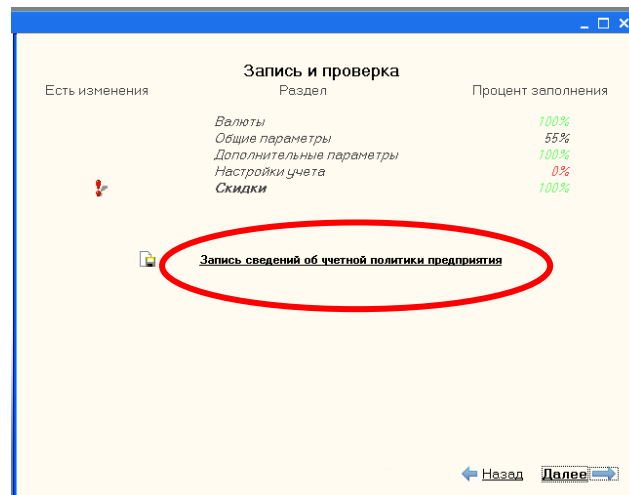 Запись и проверка
Есть изменения Раздел Процент заполнения
Валюты 100%
Общие параметры 55%
Дополнительные параметры 100%
Настройки учета 0%
Скидки 100%
Запись сведений об учетной политики предприятия
Назад Далее